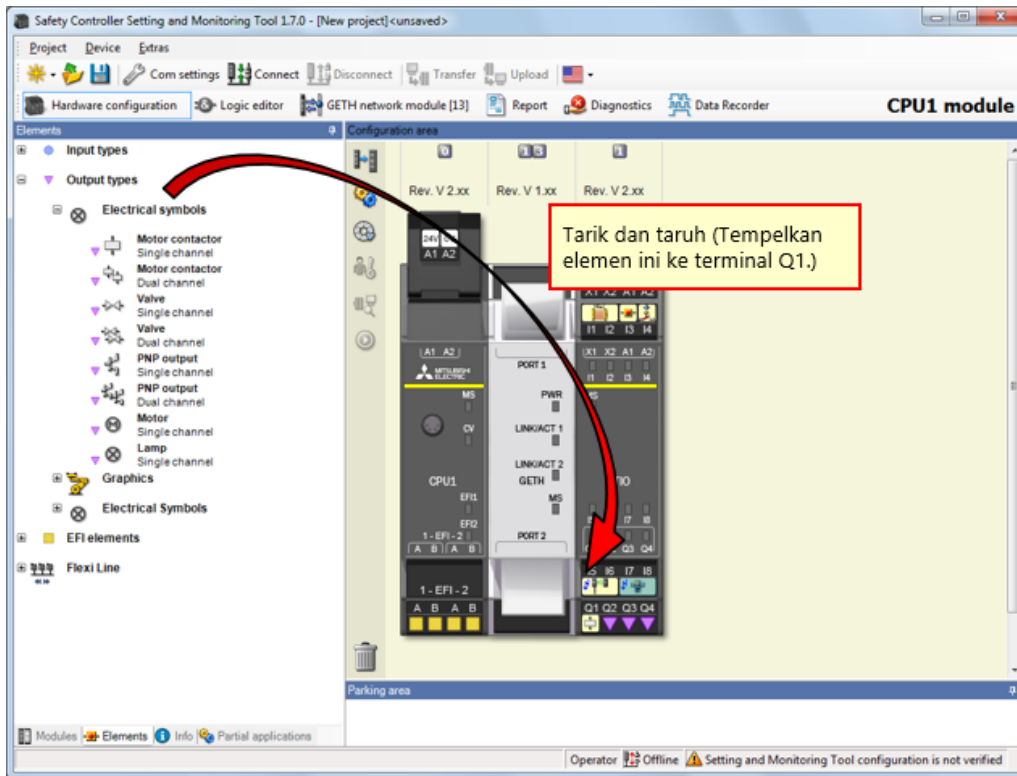 Safety Controller Setting and Monitoring Tool 1.7.0 - [New project]<unsaved>
Project Device Extras
Com settings Connect Disconnect Transfer Upload
Hardware configuration Logic editor GETH network module [13] Report Diagnostics Data Recorder CPU1 module
Elements
Input types
Output types
Electrical symbols
Motor contactor
Single channel
Motor contactor
Dual channel
Valve
Single channel
Valve
Dual channel
PNP output
Single channel
PNP output
Dual channel
Motor
Single channel
Lamp
Single channel
Graphics
Electrical Symbols
EFI elements
Flexi Line
Modules Elements Info Partial applications
Configuration area
0 13 1
Rev. V 2.xx Rev. V 1.xx Rev. V 2.xx
Tarik dan taruh (Tempelkan
elemen ini ke terminal Q1.)
24V
A1 A2
X1 X2 A1 A2
I1 I2 I3 I4
A1 A2
PORT 1
X1 X2 A1 A2
I1 I2 I3 I4
MITSUBISHI
ELECTRIC
MS PWR MS
CV LINK/ACT 1
LINK/ACT 2
CPU1 GETH
EFI1 MS
EFI2
I7 I8
1 - EFI - 2 PORT 2
A B A B
Q3 Q4
I6 I7 I8
1 - EFI - 2
A B A B
Q1 Q2 Q3 Q4
Parking area
Operator Offline Setting and Monitoring Tool configuration is not verified